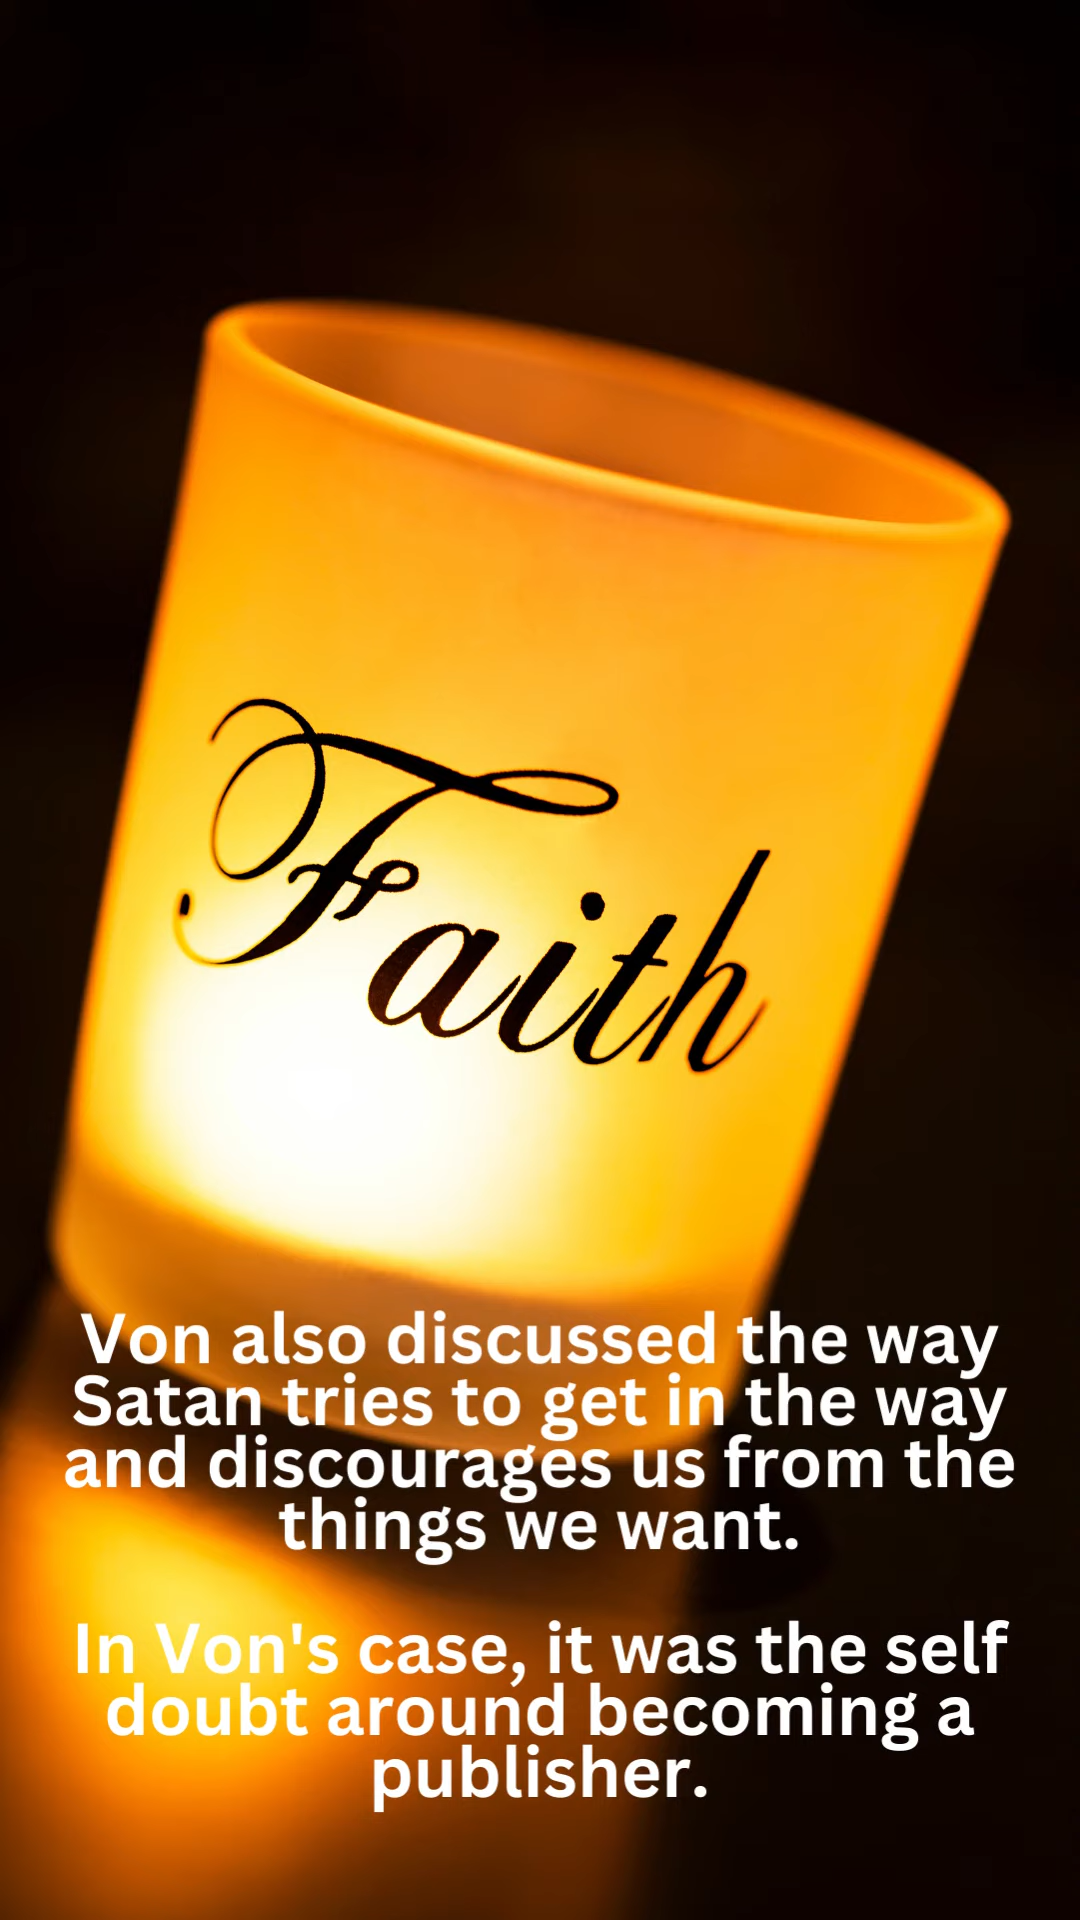 Faith
Von also discussed the way
Satan tries to get in the way
and discourages us from the
things we want.
In Von's case, it was the self
doubt around becoming a
publisher.